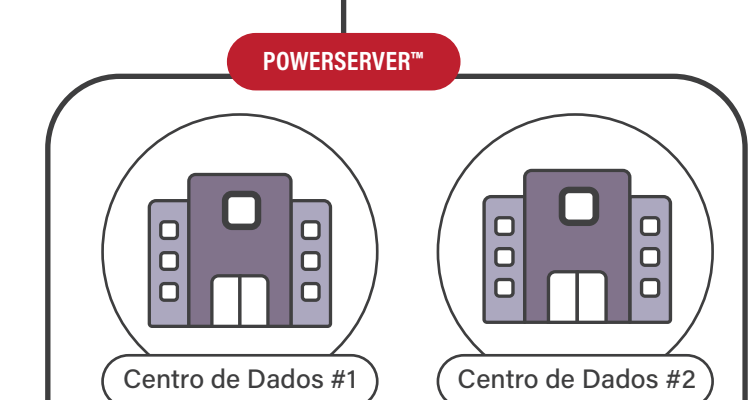 POWERSERVER™
Centro de Dados #1
Centro de Dados #2